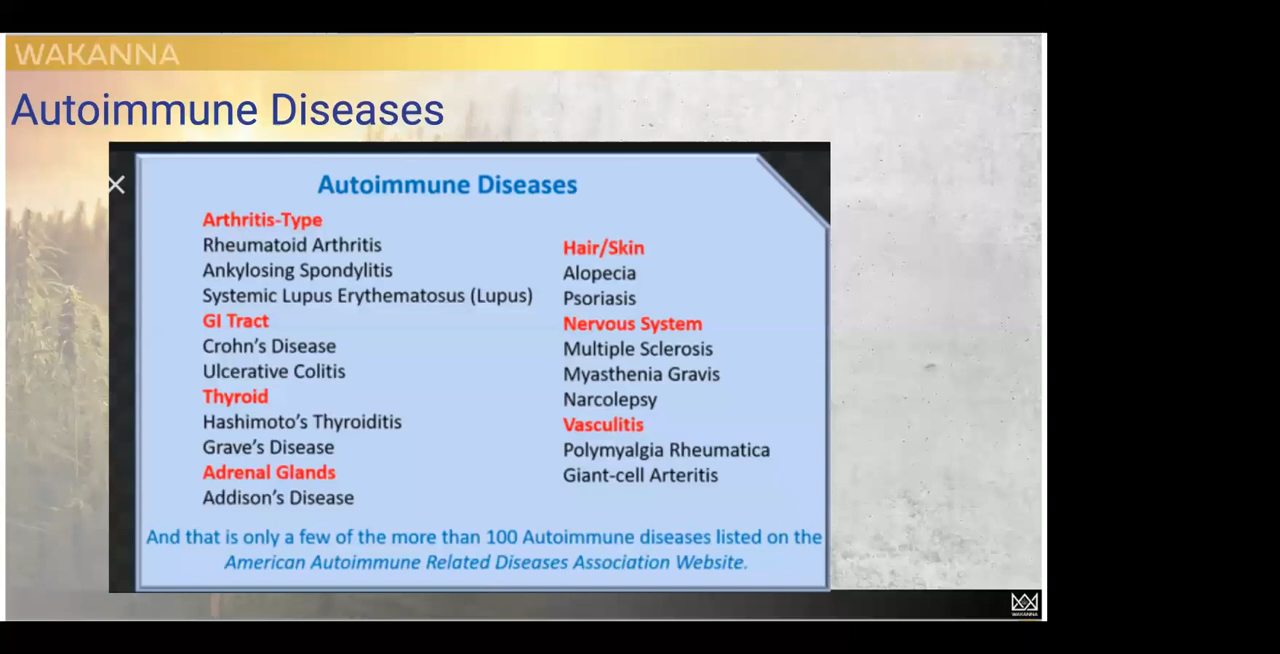 WAKANNA
Autoimmune Diseases
Autoimmune Diseases
Arthritis-Type
Rheumatoid Arthritis
Ankylosing Spondylitis
Systemic Lupus Erythematosus (Lupus)
GI Tract
Crohn's Disease
Ulcerative Colitis
Thyroid
Hashimoto's Thyroiditis
Grave's Disease
Adrenal Glands
Addison's Disease
Hair/Skin
Alopecia
Psoriasis
Nervous System
Multiple Sclerosis
Myasthenia Gravis
Narcolepsy
Vasculitis
Polymyalgia Rheumatica
Giant-cell Arteritis
And that is only a few of the more than 100 Autoimmune diseases listed on the
American Autoimmune Related Diseases Association Website.
WAKANNA